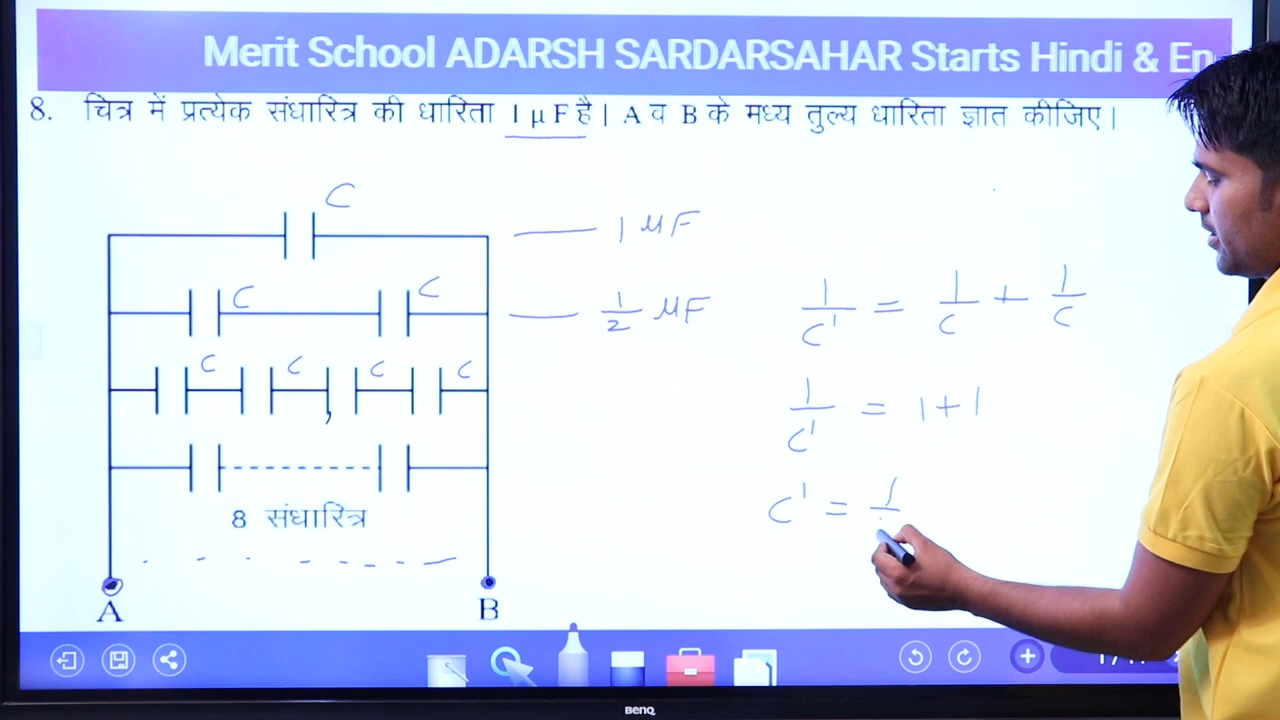 Merit School ADARSH SARDARSAHAR Starts Hindi & En
8. चित्र में प्रत्येक संधारित्र की धारिता 1 μF है। A व B के मध्य तुल्य धारिता ज्ञात कीजिए।
C
1 μF
C C
1/2 μF
1/C' = 1/C + 1/C
C C C C
1/C' = 1+1
C' = 1
8 संधारित्र
A B
BENQ